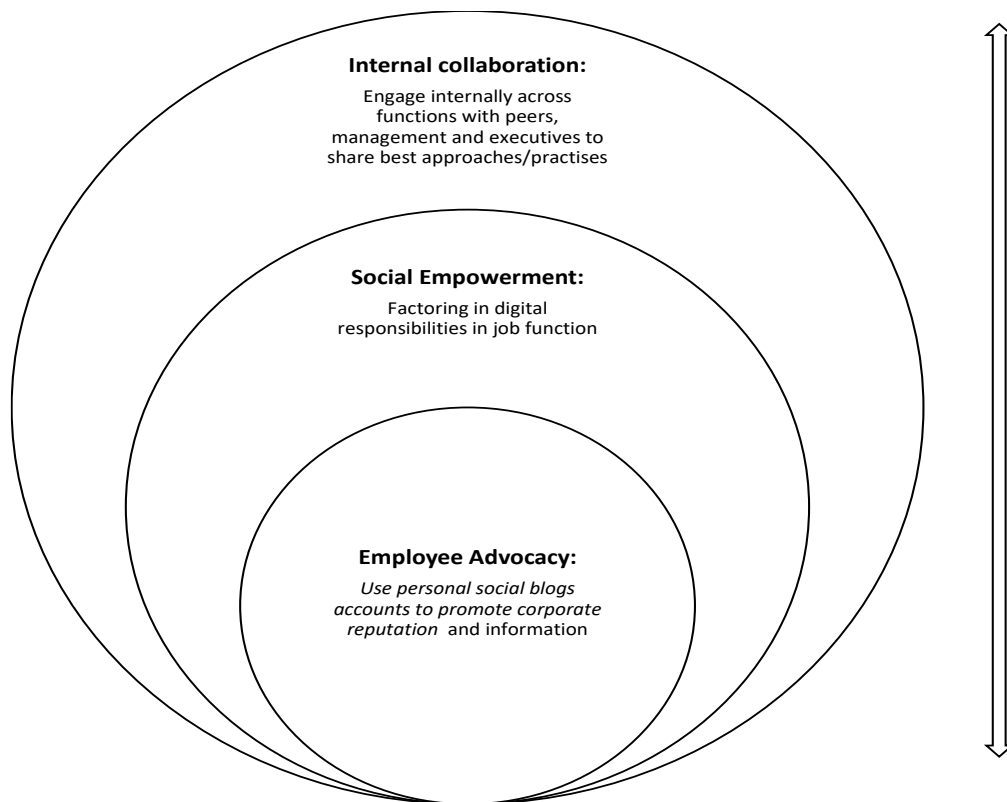 Internal collaboration:
Engage internally across
functions with peers,
management and executives to
share best approaches/practises
Social Empowerment:
Factoring in digital
responsibilities in job function
Employee Advocacy:
Use personal social blogs
accounts to promote corporate
reputation and information